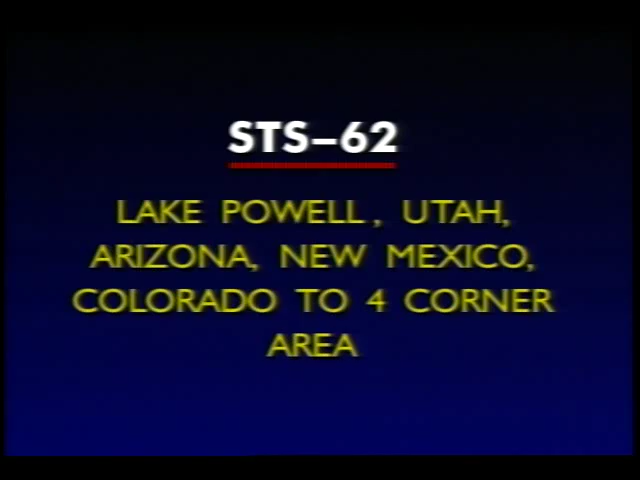 STS-62
LAKE POWELL, UTAH,
ARIZONA, NEW MEXICO,
COLORADO TO 4 CORNER
AREA